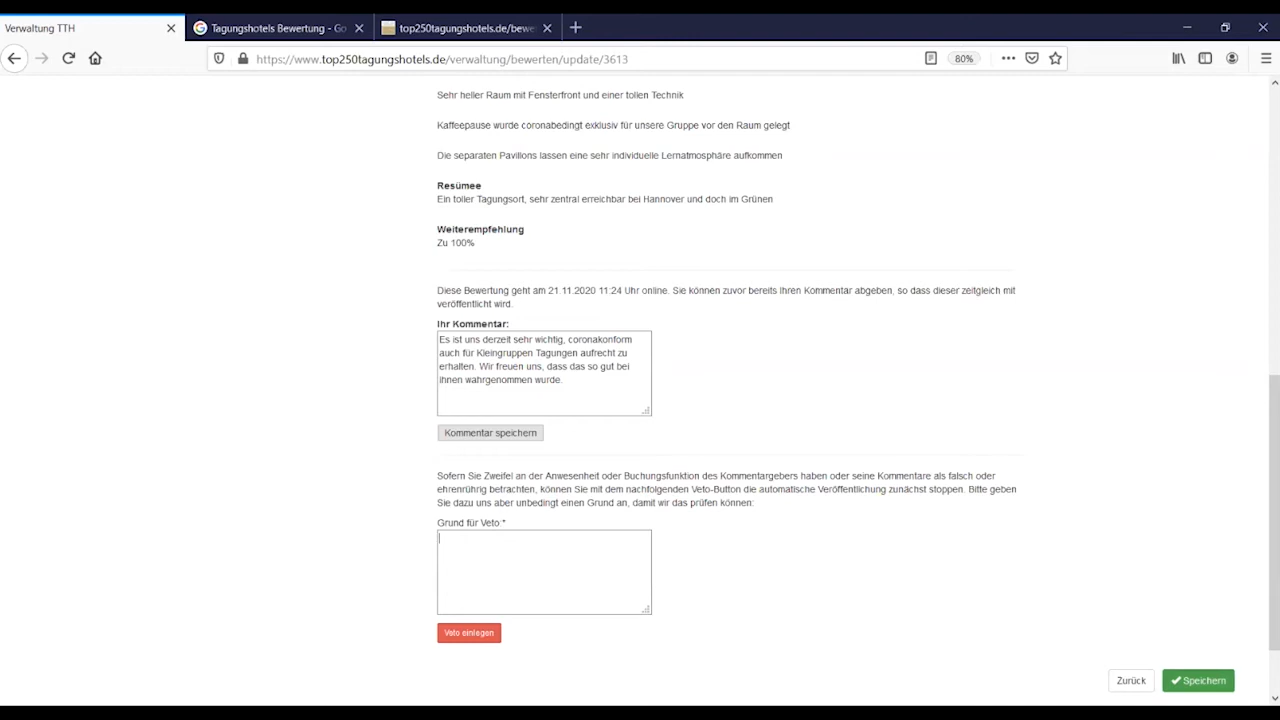 Verwaltung TTH
Tagungshotels Bewertung - Go
top250tagungshotels.de/bewe
https://www.top250tagungshotels.de/verwaltung/bewerten/update/3613
80%
Sehr heller Raum mit Fensterfront und einer tollen Technik
Kaffeepause wurde coronabedingt exklusiv für unsere Gruppe vor den Raum gelegt
Die separaten Pavillons lassen eine sehr individuelle Lernatmosphäre aufkommen
Resümee
Ein toller Tagungsort, sehr zentral erreichbar bei Hannover und doch im Grünen
Weiterempfehlung
Zu 100%
Diese Bewertung geht am 21.11.2020 11:24 Uhr online. Sie können zuvor bereits Ihren Kommentar abgeben, so dass dieser zeitgleich mit
veröffentlicht wird.
Ihr Kommentar:
Es ist uns derzeit sehr wichtig, coronakonform
auch für Kleingruppen Tagungen aufrecht zu
erhalten. Wir freuen uns, dass das so gut bei
Ihnen wahrgenommen wurde.
Kommentar speichern
Sofern Sie Zweifel an der Anwesenheit oder Buchungsfunktion des Kommentargebers haben oder seine Kommentare als falsch oder
ehrenrührig betrachten, können Sie mit dem nachfolgenden Veto-Button die automatische Veröffentlichung zunächst stoppen. Bitte geben
Sie dazu uns aber unbedingt einen Grund an, damit wir das prüfen können:
Grund für Veto:*
Veto einlegen
Zurück
Speichern